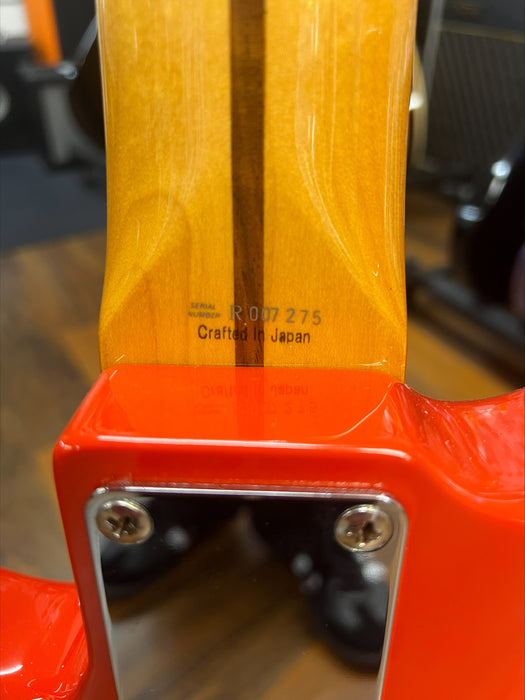 SERIAL
NUMBER R 007275
Crafted in Japan